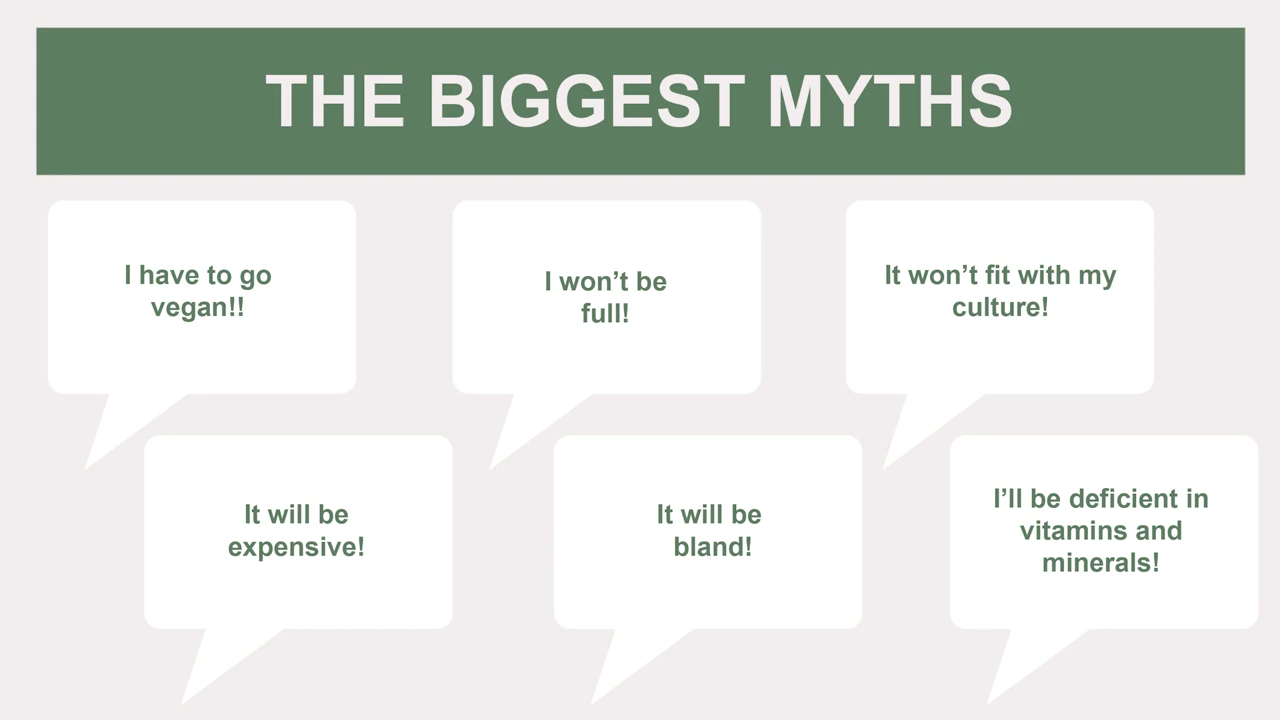 THE BIGGEST MYTHS
I have to go
vegan!!
I won’t be
full!
It won’t fit with my
culture!
It will be
expensive!
It will be
bland!
I’ll be deficient in
vitamins and
minerals!